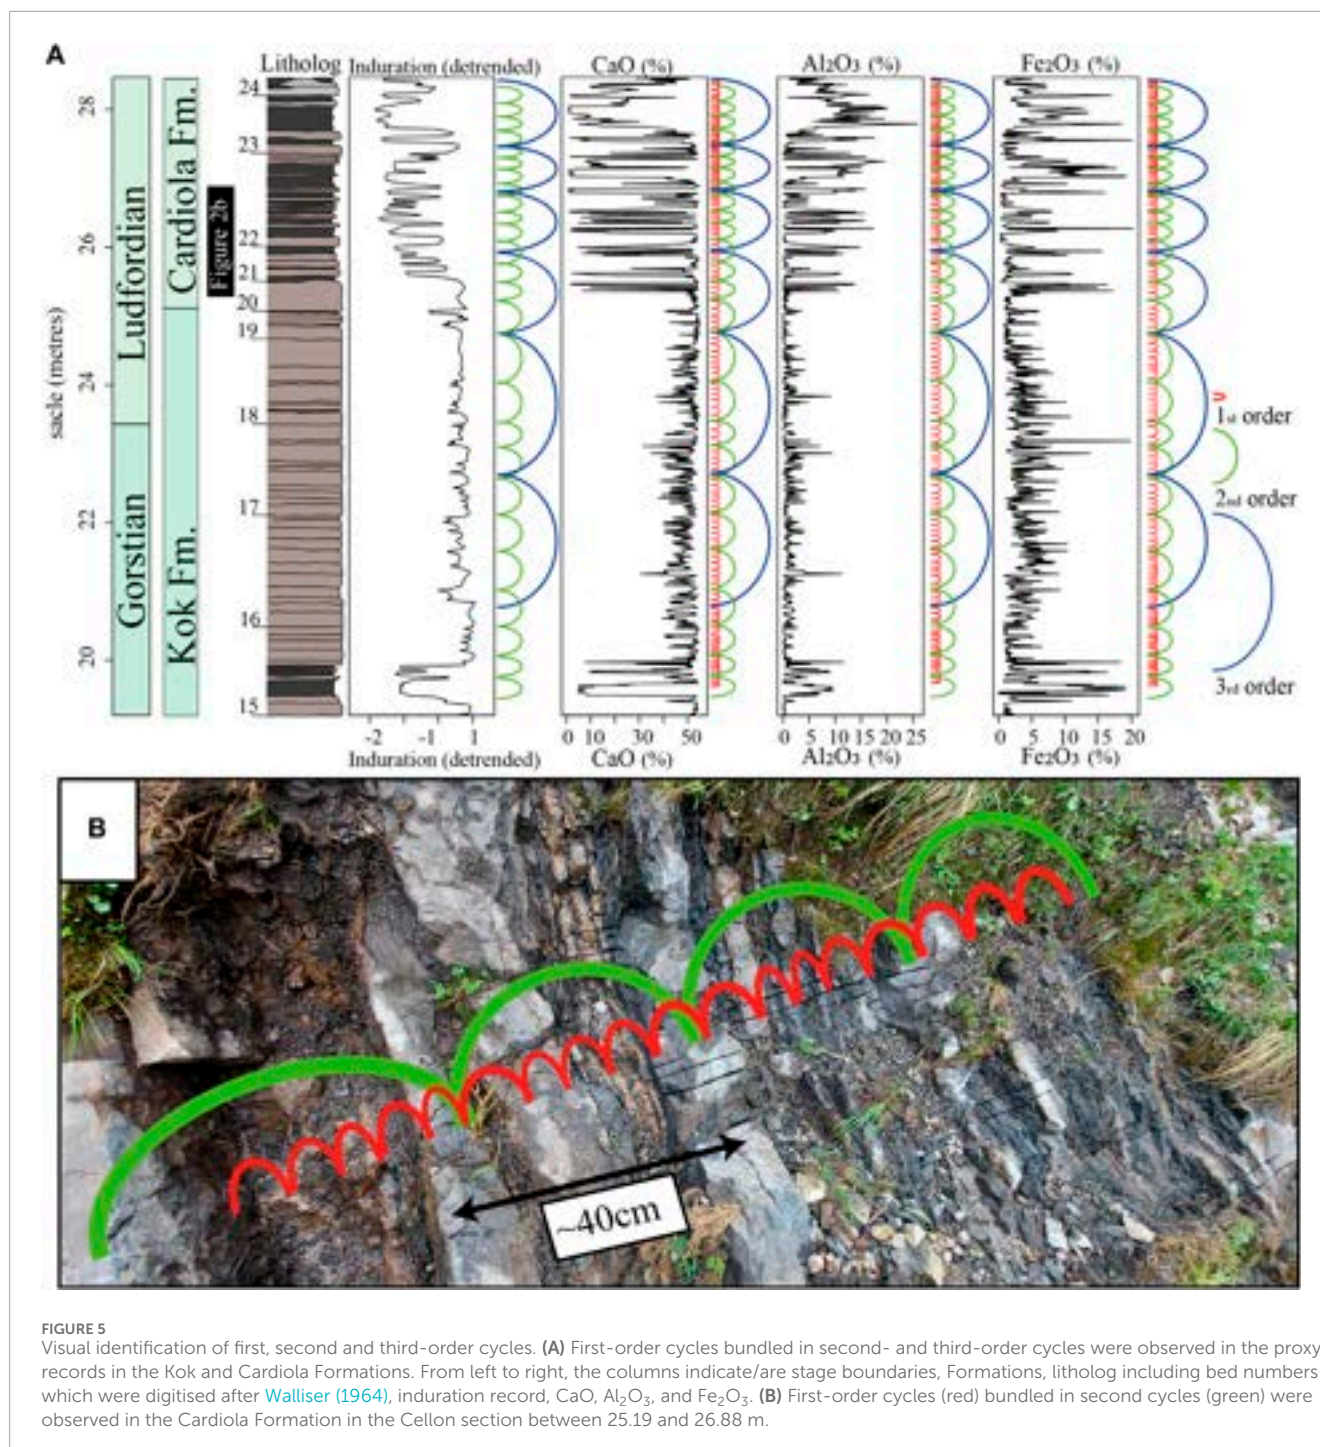 A
Litholog
Induration (detrended)
CaO (%)
Al₂O₃ (%)
Fe₂O₃ (%)
sacle (metres)
28
26
24
22
20
Ludfordian
Gorstian
Cardiola Fm.
Kok Fm.
Figure 2b
24
23
22
21
20
19
18
17
16
15
1st order
2nd order
3rd order
-2 -1 1
0 10 30 50
0 5 10 15 20 25
0 5 10 15 20
Induration (detrended)
CaO (%)
Al₂O₃ (%)
Fe₂O₃ (%)
B
~40cm
FIGURE 5
Visual identification of first, second and third-order cycles. (A) First-order cycles bundled in second- and third-order cycles were observed in the proxy
records in the Kok and Cardiola Formations. From left to right, the columns indicate/are stage boundaries, Formations, litholog including bed numbers
which were digitised after Walliser (1964), induration record, CaO, Al₂O₃, and Fe₂O₃. (B) First-order cycles (red) bundled in second cycles (green) were
observed in the Cardiola Formation in the Cellon section between 25.19 and 26.88 m.